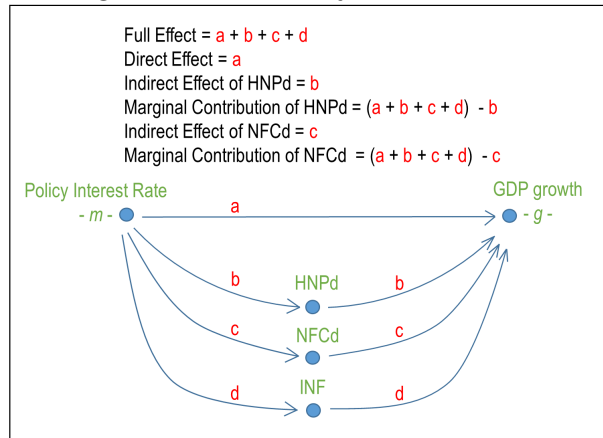 Full Effect = a + b + c + d
Direct Effect = a
Indirect Effect of HNPd = b
Marginal Contribution of HNPd = (a + b + c + d) - b
Indirect Effect of NFCd = c
Marginal Contribution of NFCd = (a + b + c + d) - c
Policy Interest Rate
GDP growth
- m -
a
- g -
HNPd
b
b
NFCd
c
c
INF
d
d